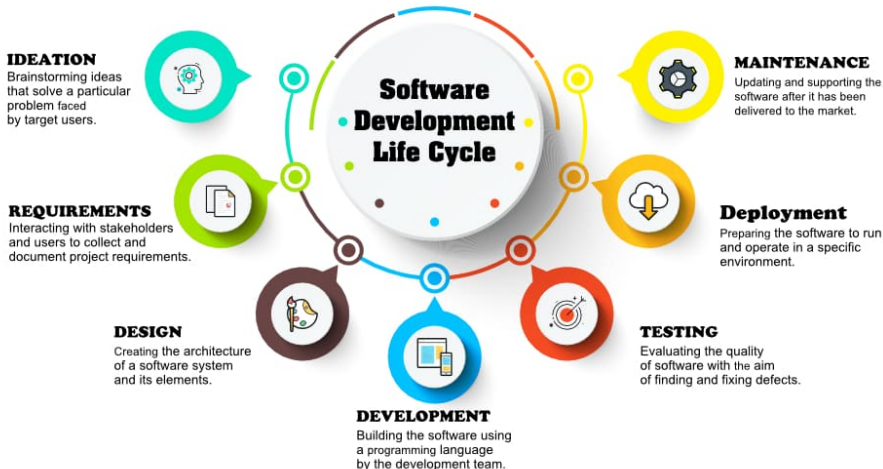 Software
Development
Life Cycle
IDEATION
Brainstorming ideas
that solve a particular
problem faced
by target users.
REQUIREMENTS
Interacting with stakeholders
and users to collect and
document project requirements.
DESIGN
Creating the architecture
of a software system
and its elements.
DEVELOPMENT
Building the software using
a programming language
by the development team.
TESTING
Evaluating the quality
of software with the aim
of finding and fixing defects.
Deployment
Preparing the software to run
and operate in a specific
environment.
MAINTENANCE
Updating and supporting the
software after it has been
delivered to the market.